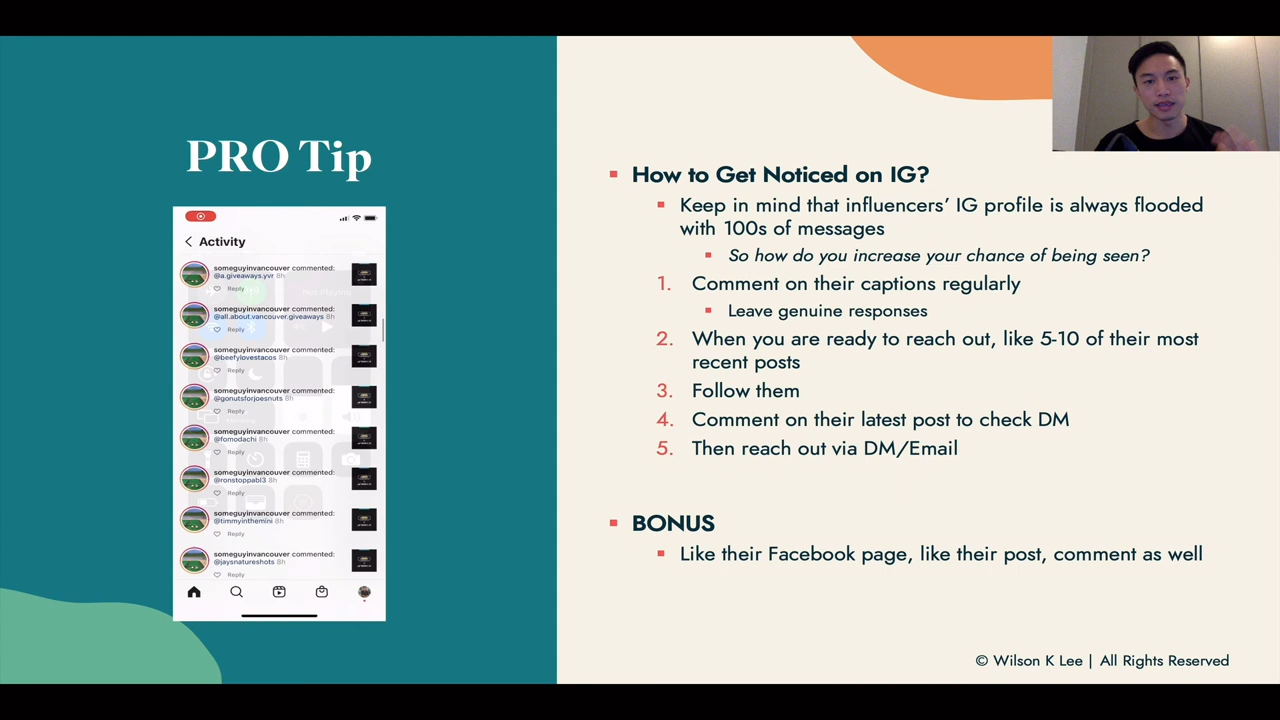 PRO Tip
Activity
someguyinvancouver commented:
@a.giveaways.yvr 8h
Reply
someguyinvancouver commented:
@all.about.vancouver.giveaways 8h
Reply
someguyinvancouver commented:
@beefylovestacos 8h
Reply
someguyinvancouver commented:
@gonutsforjoesnuts 8h
Reply
someguyinvancouver commented:
@fomodachi 8h
Reply
someguyinvancouver commented:
@ronstoppabl3 8h
Reply
someguyinvancouver commented:
@timmyinthemini 8h
Reply
someguyinvancouver commented:
@jaysnatureshots 8h
Reply
How to Get Noticed on IG?
Keep in mind that influencers’ IG profile is always flooded
with 100s of messages
So how do you increase your chance of being seen?
1. Comment on their captions regularly
Leave genuine responses
2. When you are ready to reach out, like 5-10 of their most
recent posts
3. Follow them
4. Comment on their latest post to check DM
5. Then reach out via DM/Email
BONUS
Like their Facebook page, like their post, comment as well
© Wilson K Lee | All Rights Reserved